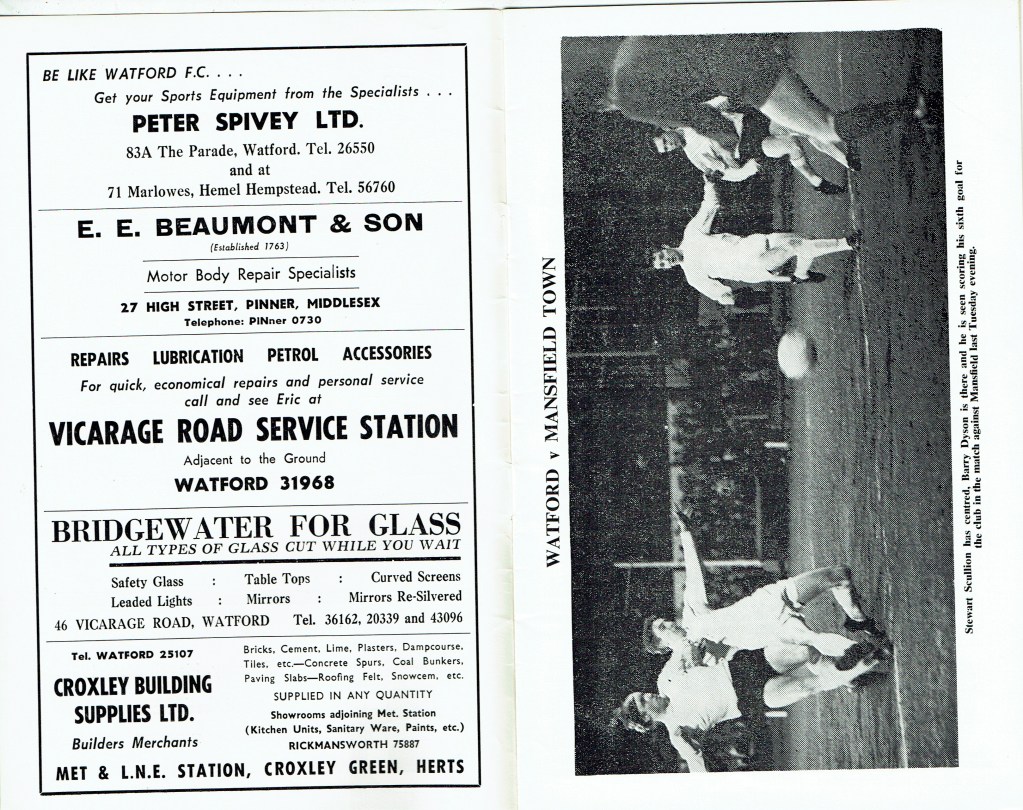 BE LIKE WATFORD F.C. . . .
Get your Sports Equipment from the Specialists . . .
PETER SPIVEY LTD.
83A The Parade, Watford. Tel. 26550
and at
71 Marlowes, Hemel Hempstead. Tel. 56760
E. E. BEAUMONT & SON
(Established 1763)
Motor Body Repair Specialists
27 HIGH STREET, PINNER, MIDDLESEX
Telephone: PINner 0730
REPAIRS LUBRICATION PETROL ACCESSORIES
For quick, economical repairs and personal service
call and see Eric at
VICARAGE ROAD SERVICE STATION
Adjacent to the Ground
WATFORD 31968
BRIDGEWATER FOR GLASS
ALL TYPES OF GLASS CUT WHILE YOU WAIT
Safety Glass : Table Tops : Curved Screens
Leaded Lights : Mirrors : Mirrors Re-Silvered
46 VICARAGE ROAD, WATFORD Tel. 36162, 20339 and 43096
Tel. WATFORD 25107
CROXLEY BUILDING
SUPPLIES LTD.
Builders Merchants
Bricks, Cement, Lime, Plasters, Dampcourse,
Tiles, etc.—Concrete Spurs, Coal Bunkers,
Paving Slabs—Roofing Felt, Snowcem, etc.
SUPPLIED IN ANY QUANTITY
Showrooms adjoining Met. Station
(Kitchen Units, Sanitary Ware, Paints, etc.)
RICKMANSWORTH 75887
MET & L.N.E. STATION, CROXLEY GREEN, HERTS
WATFORD v MANSFIELD TOWN
Stewart Scullion has centred, Barry Dyson is there and he is seen scoring his sixth goal for
the club in the match against Mansfield last Tuesday evening.